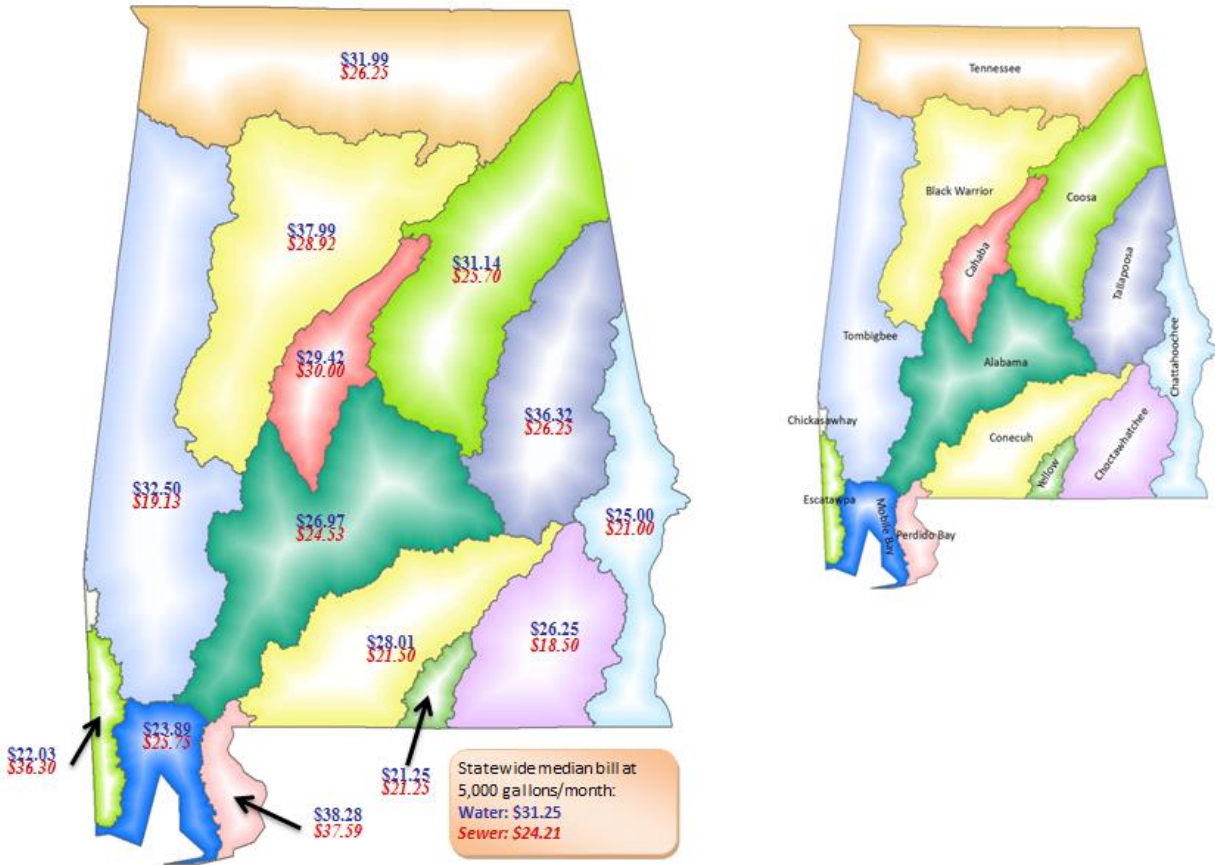 $31.99
$26.25
$37.99
$28.92
$31.14
$25.70
$29.42
$30.00
$36.32
$26.25
$32.50
$19.13
$26.97
$24.53
$25.00
$21.00
$28.01
$21.50
$26.25
$18.50
$23.89
$25.75
$22.03
$36.30
$21.25
$21.25
$38.28
$37.59
Statewide median bill at
5,000 gallons/month:
Water: $31.25
Sewer: $24.21
Tennessee
Black Warrior
Coosa
Cahaba
Tallapoosa
Tombigbee
Alabama
Chattahoochee
Chickasawhay
Conecuh
Choctawhatchee
Yellow
Escatawpa
Mobile Bay
Perdido Bay